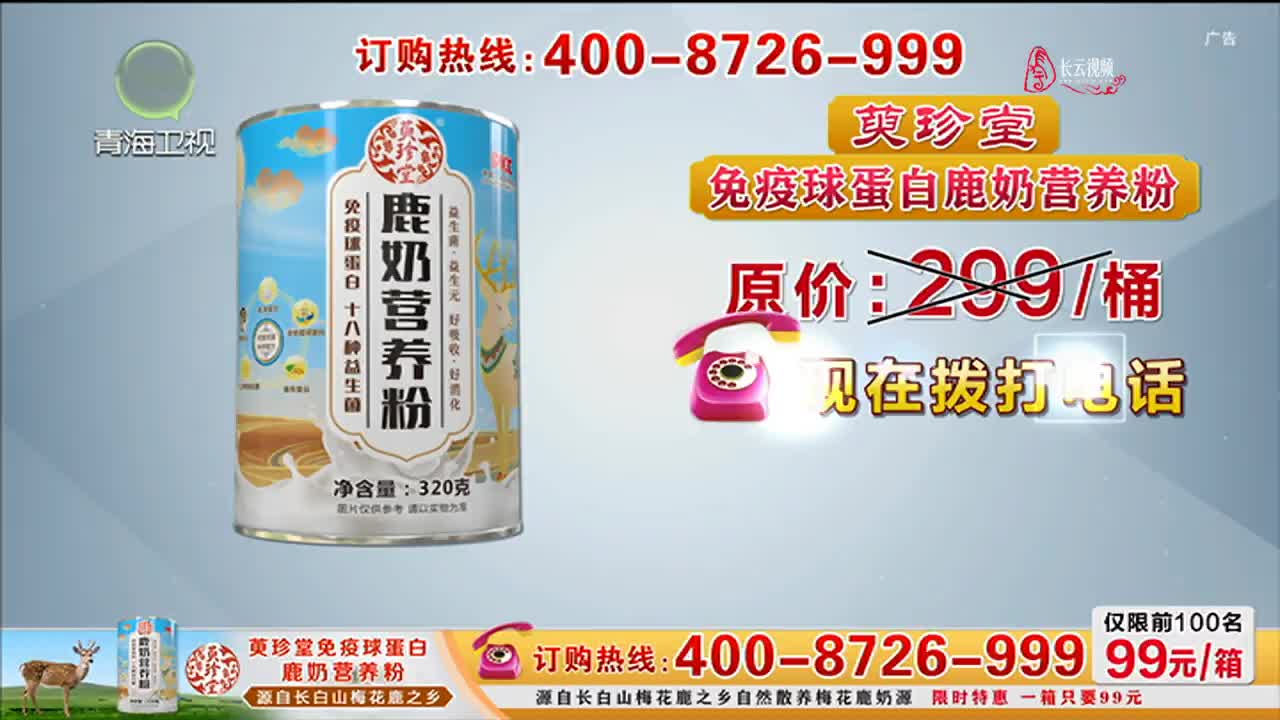 订购热线:400-8726-999
广告
长云视频
青海卫视
萸珍堂
免疫球蛋白鹿奶营养粉
原价:299/桶
现在拨打电话
萸珍堂
鹿奶营养粉
免疫球蛋白 十八种益生菌
益生菌·益生元 好吸收·好消化
净含量:320克
图片仅供参考 请以实物为准
鹿奶营养粉
萸珍堂
萸珍堂免疫球蛋白
鹿奶营养粉
源自长白山梅花鹿之乡
订购热线:400-8726-999
仅限前100名
99元/箱
源自长白山梅花鹿之乡自然散养梅花鹿奶源 限时特惠 一箱只要99元